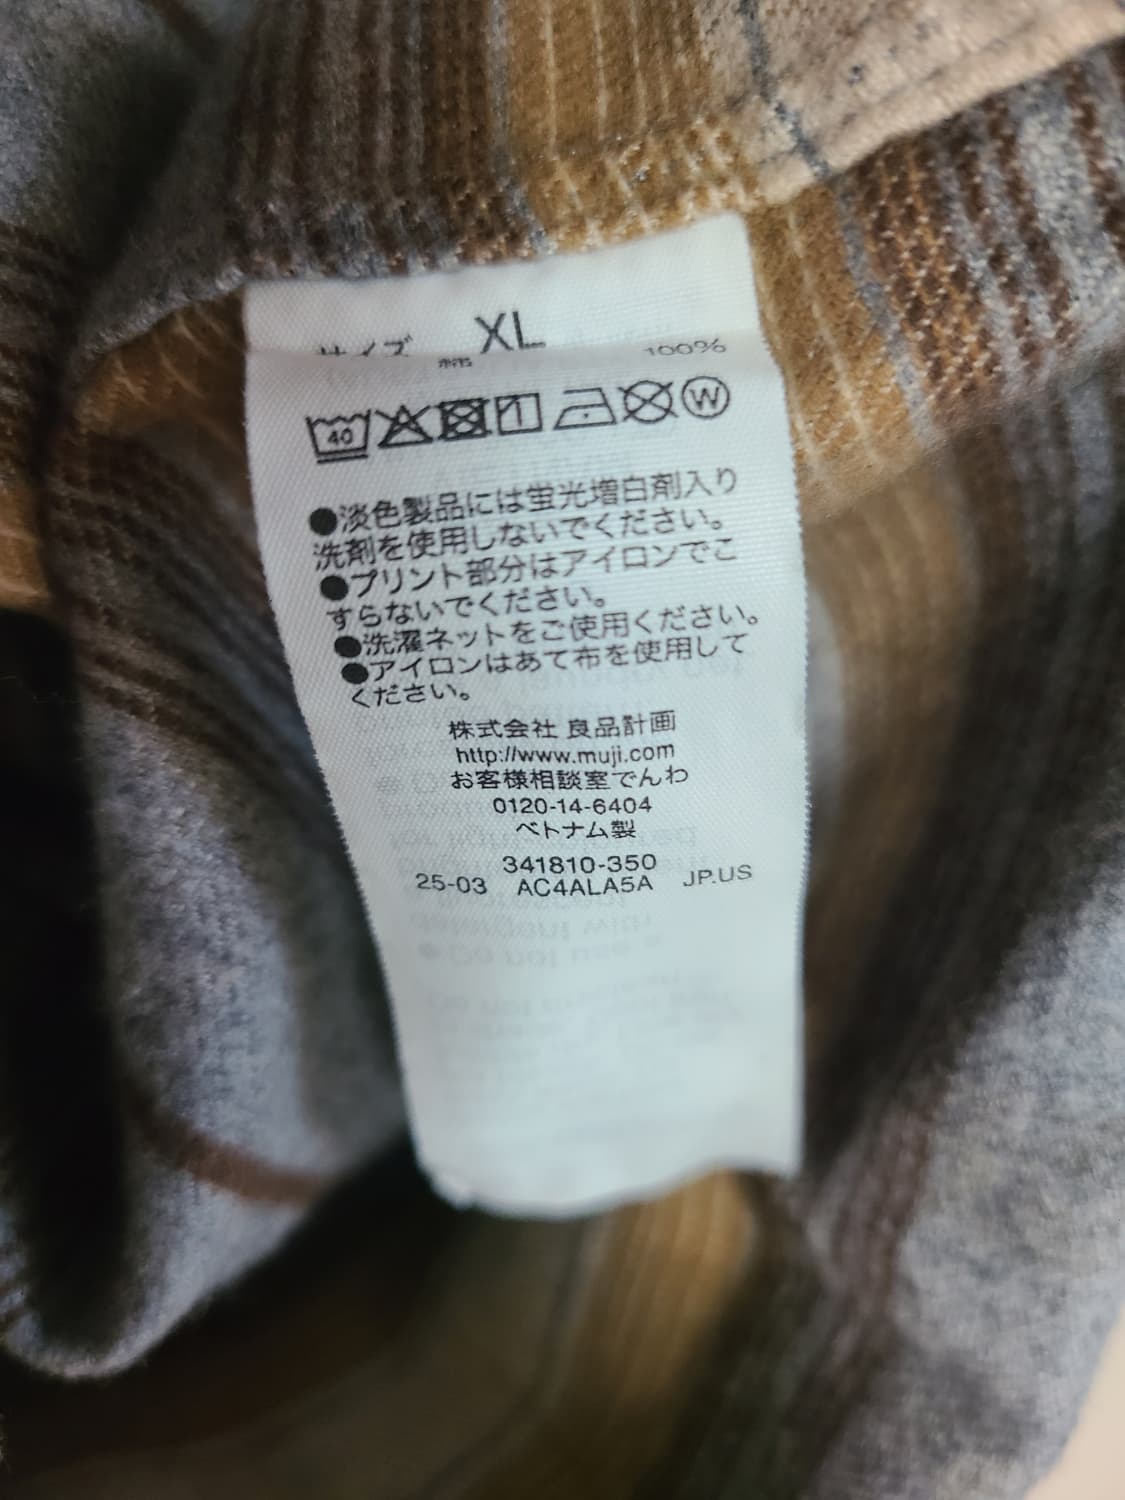 サイズ XL
綿 100%
40 W
●淡色製品には蛍光増白剤入り
洗剤を使用しないでください。
●プリント部分はアイロンでこ
すらないでください。
●洗濯ネットをご使用ください。
●アイロンはあて布を使用して
ください。
株式会社 良品計画
http://www.muji.com
お客様相談室でんわ
0120-14-6404
ベトナム製
341810-350
25-03 AC4ALA5A JP.US